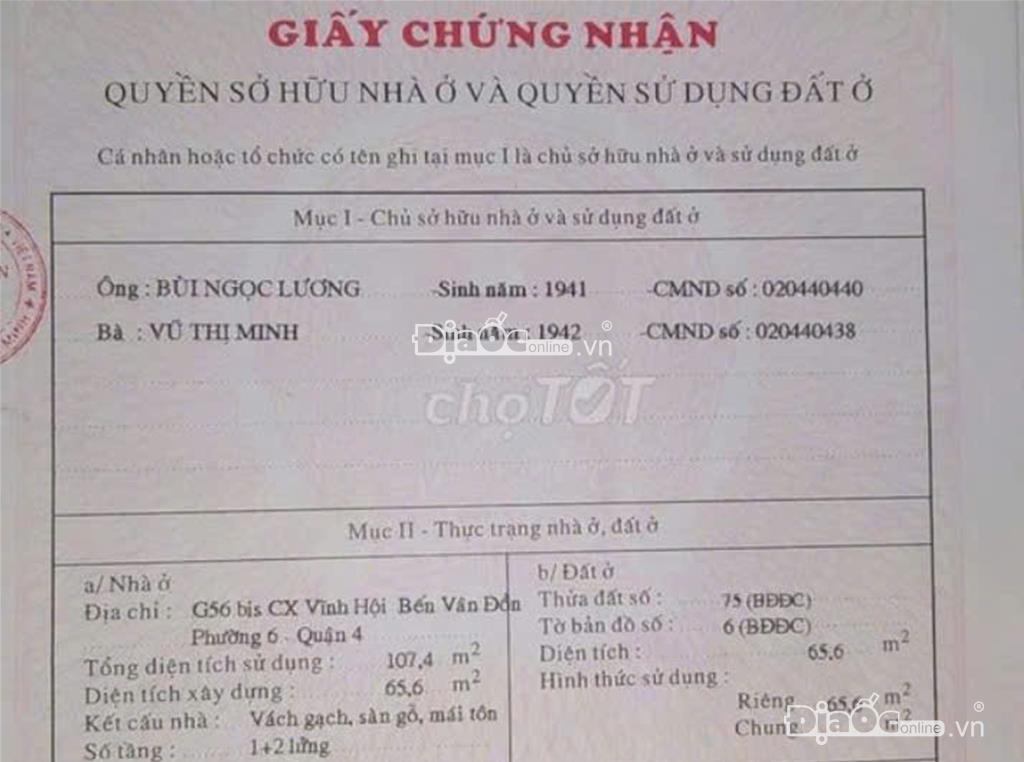 GIẤY CHỨNG NHẬN
QUYỀN SỞ HỮU NHÀ Ở VÀ QUYỀN SỬ DỤNG ĐẤT Ở
Cá nhân hoặc tổ chức có tên ghi tại mục I là chủ sở hữu nhà ở và sử dụng đất ở
Mục I - Chủ sở hữu nhà ở và sử dụng đất ở
Ông : BÙI NGỌC LƯƠNG -Sinh năm : 1941 -CMND số : 020440440
Bà : VŨ THỊ MINH -Sinh năm : 1942 -CMND số : 020440438
ĐịaỐc online .vn
chợTỐT
Mục II - Thực trạng nhà ở, đất ở
a/ Nhà ở
Địa chỉ : G56 bis CX Vĩnh Hội Bến Vân Đồn
Phường 6 - Quận 4
Tổng diện tích sử dụng : 107,4 m2
Diện tích xây dựng : 65,6 m2
Kết cấu nhà : Vách gạch, sàn gỗ, mái tôn
Số tầng : 1+2 lửng
b/ Đất ở
Thửa đất số : 75 (BĐĐC)
Tờ bản đồ số : 6 (BĐĐC)
Diện tích : 65,6 m2
Hình thức sử dụng :
Riêng 65,6 m2
Chung m2
ĐịaỐc online .vn
VIỆT NAM